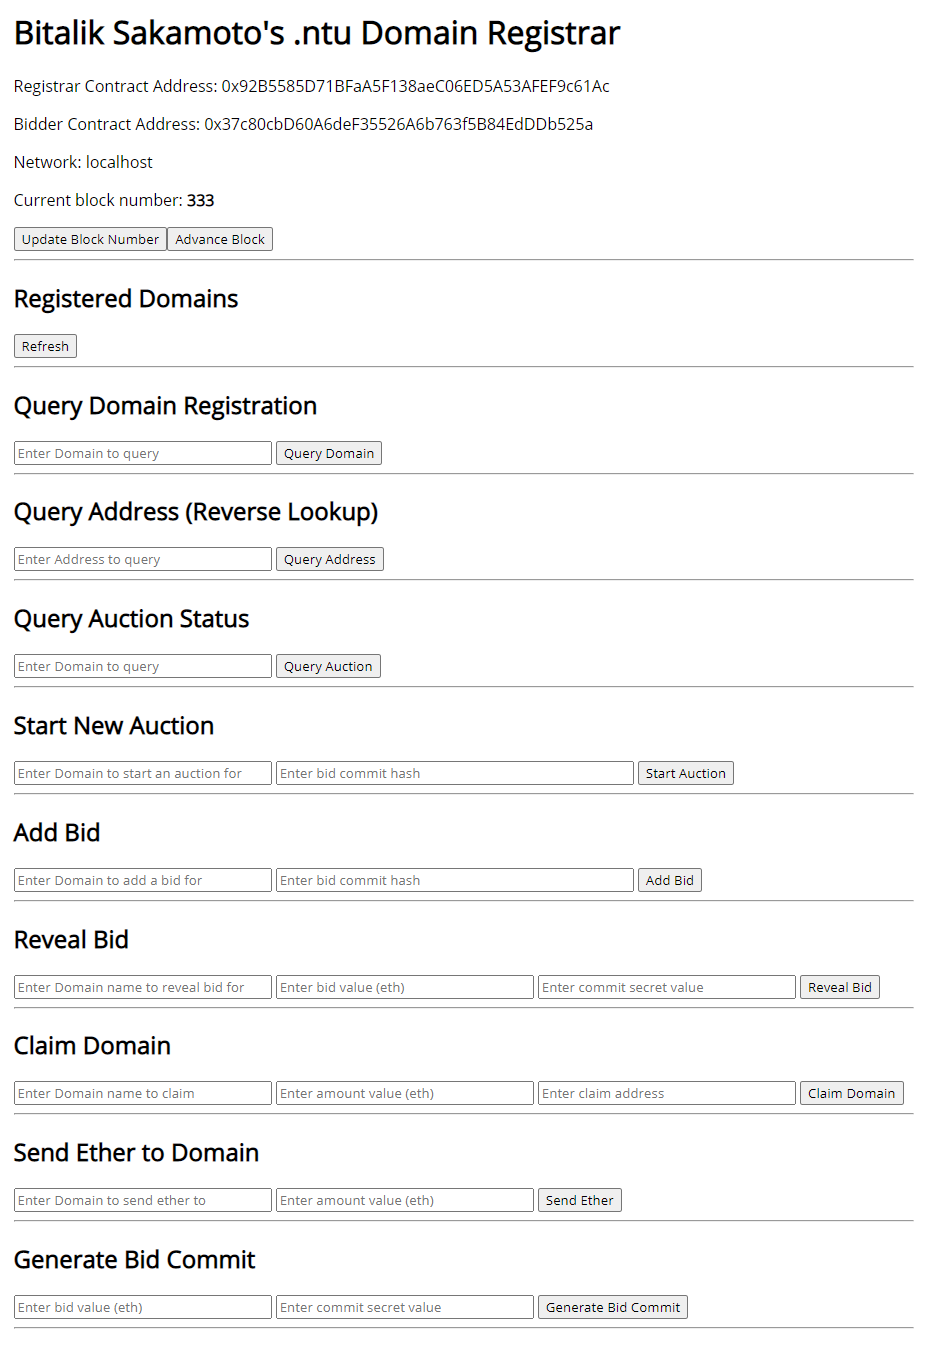 Bitalik Sakamoto's .ntu Domain Registrar
Registrar Contract Address: 0x92B5585D71BFaA5F138aeC06ED5A53AFEF9c61Ac
Bidder Contract Address: 0x37c80cbD60A6deF35526A6b763f5B84EdDDb525a
Network: localhost
Current block number: 333
Update Block Number Advance Block
Registered Domains
Refresh
Query Domain Registration
Enter Domain to query Query Domain
Query Address (Reverse Lookup)
Enter Address to query Query Address
Query Auction Status
Enter Domain to query Query Auction
Start New Auction
Enter Domain to start an auction for Enter bid commit hash Start Auction
Add Bid
Enter Domain to add a bid for Enter bid commit hash Add Bid
Reveal Bid
Enter Domain name to reveal bid for Enter bid value (eth) Enter commit secret value Reveal Bid
Claim Domain
Enter Domain name to claim Enter amount value (eth) Enter claim address Claim Domain
Send Ether to Domain
Enter Domain to send ether to Enter amount value (eth) Send Ether
Generate Bid Commit
Enter bid value (eth) Enter commit secret value Generate Bid Commit